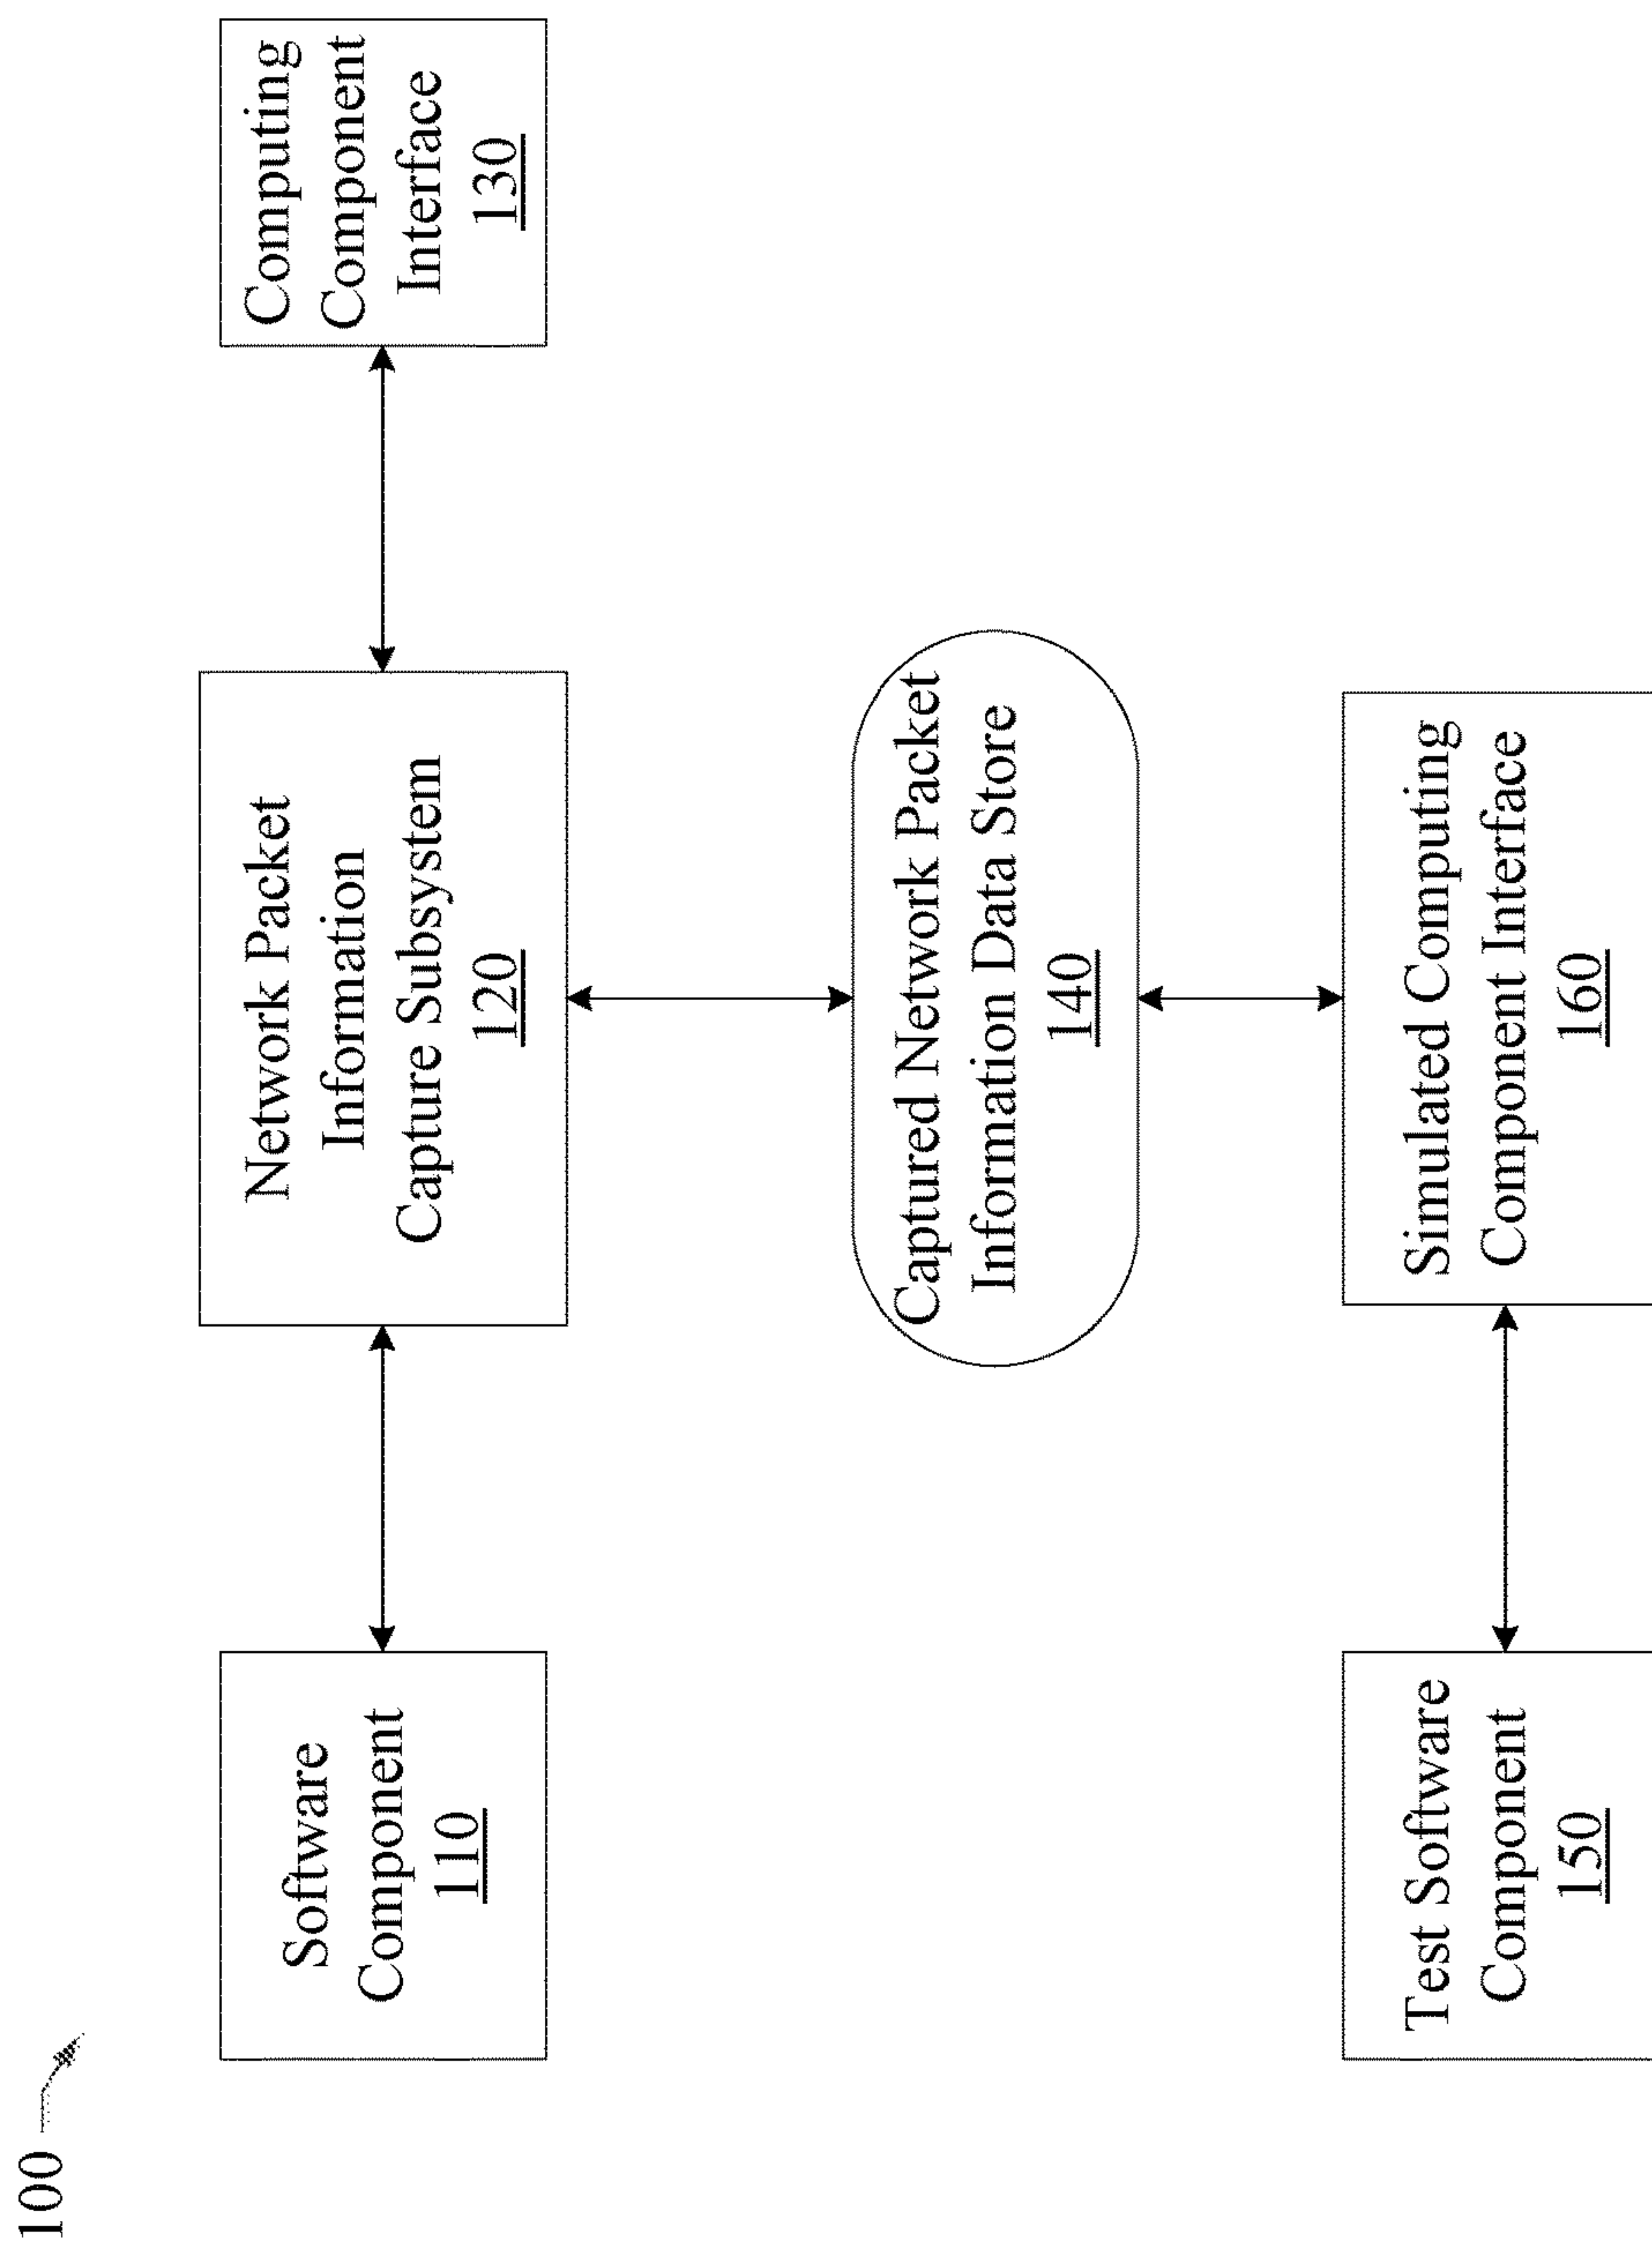 100
Software
Component
110
Network Packet
Information
Capture Subsystem
120
Computing
Component
Interface
130
Captured Network Packet
Information Data Store
140
Test Software
Component
150
Simulated Computing
Component Interface
160